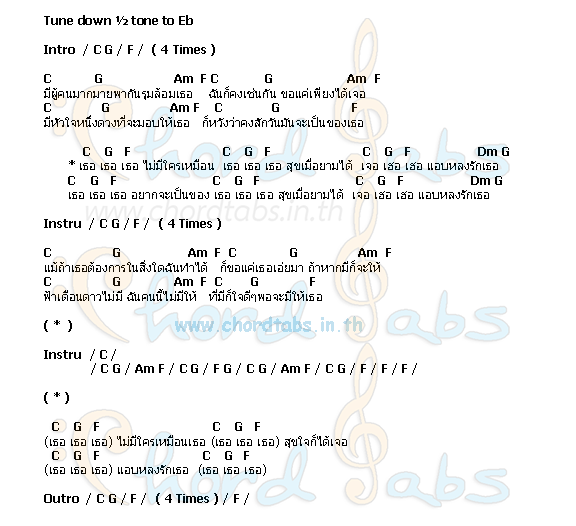 Tune down ½ tone to Eb
Intro / C G / F / ( 4 Times )
C G Am F C G Am F
มีผู้คนมากมายพากันรุมล้อมเธอ ฉันก็คงเช่นกัน ขอแค่เพียงได้เจอ
C G Am F C G F
มีหัวใจหนึ่งดวงที่จะมอบให้เธอ ก็หวังว่าคงสักวันมันจะเป็นของเธอ
C G F C G F C G F Dm G
* เธอ เธอ เธอ ไม่มีใครเหมือน เธอ เธอ เธอ สุขเมื่อยามได้ เจอ เธอ เธอ แอบหลงรักเธอ
C G F C G F C G F Dm G
เธอ เธอ เธอ อยากจะเป็นของ เธอ เธอ เธอ สุขเมื่อยามได้ เจอ เธอ เธอ แอบหลงรักเธอ
www.chordtabs.in.th
Instru / C G / F / ( 4 Times )
C G Am F C G Am F
แม้ถ้าเธอต้องการในสิ่งใดฉันทำได้ ก็ขอแค่เธอเอ่ยมา ถ้าหากมีก็จะให้
C G Am F C G F
ฟ้าเดือนดาวไม่มี ฉันคนนี้ไม่มีให้ ที่มีก็ใจดีๆพอจะมีให้เธอ
( * )
www.chordtabs.in.th
Chord Tabs
Instru / C /
/ C G / Am F / C G / F G / C G / Am F / C G / F / F / F /
( * )
C G F C G F
(เธอ เธอ เธอ) ไม่มีใครเหมือนเธอ (เธอ เธอ เธอ) สุขใจก็ได้เจอ
C G F C G F
(เธอ เธอ เธอ) แอบหลงรักเธอ (เธอ เธอ เธอ)
Outro / C G / F / ( 4 Times ) / F /